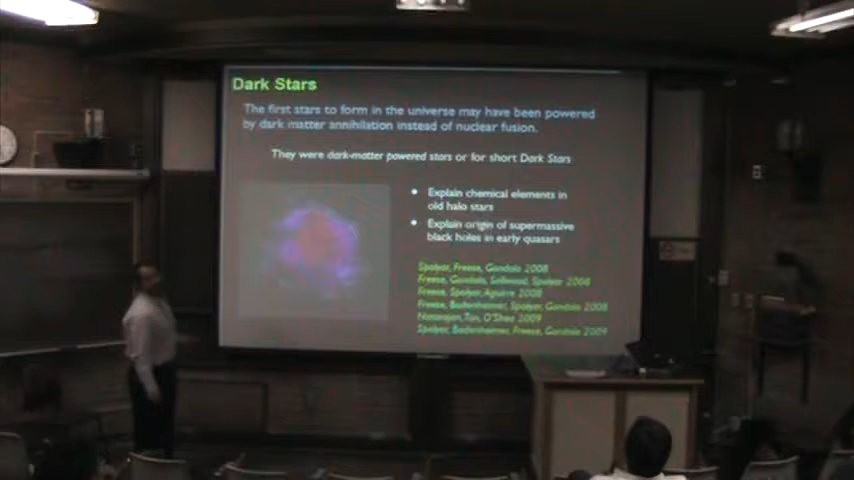 Dark Stars
The first stars to form in the universe may have been powered
by dark matter annihilation instead of nuclear fusion.
They were dark-matter powered stars or for short Dark Stars
• Explain chemical elements in
old halo stars
• Explain origin of supermassive
black holes in early quasars
Spolyar, Freese, Gondolo 2008
Freese, Gondolo, Sellwood, Spolyar 2008
Freese, Spolyar, Aguirre 2008
Freese, Bodenheimer, Spolyar, Gondolo 2008
Natarajan, Tan, O'Shea 2009
Spolyar, Bodenheimer, Freese, Gondolo 2009